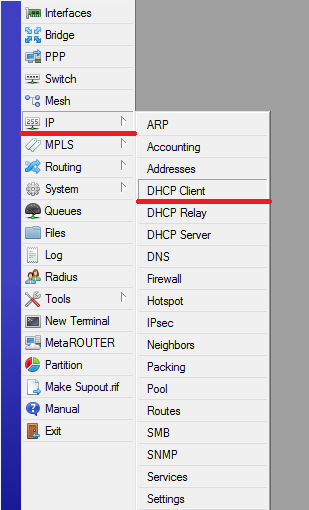 Interfaces
Bridge
PPP
Switch
Mesh
255
IP
MPLS
Routing
System
Queues
Files
Log
Radius
Tools
New Terminal
MetaROUTER
Partition
Make Supout.rif
Manual
Exit
ARP
Accounting
Addresses
DHCP Client
DHCP Relay
DHCP Server
DNS
Firewall
Hotspot
IPsec
Neighbors
Packing
Pool
Routes
SMB
SNMP
Services
Settings